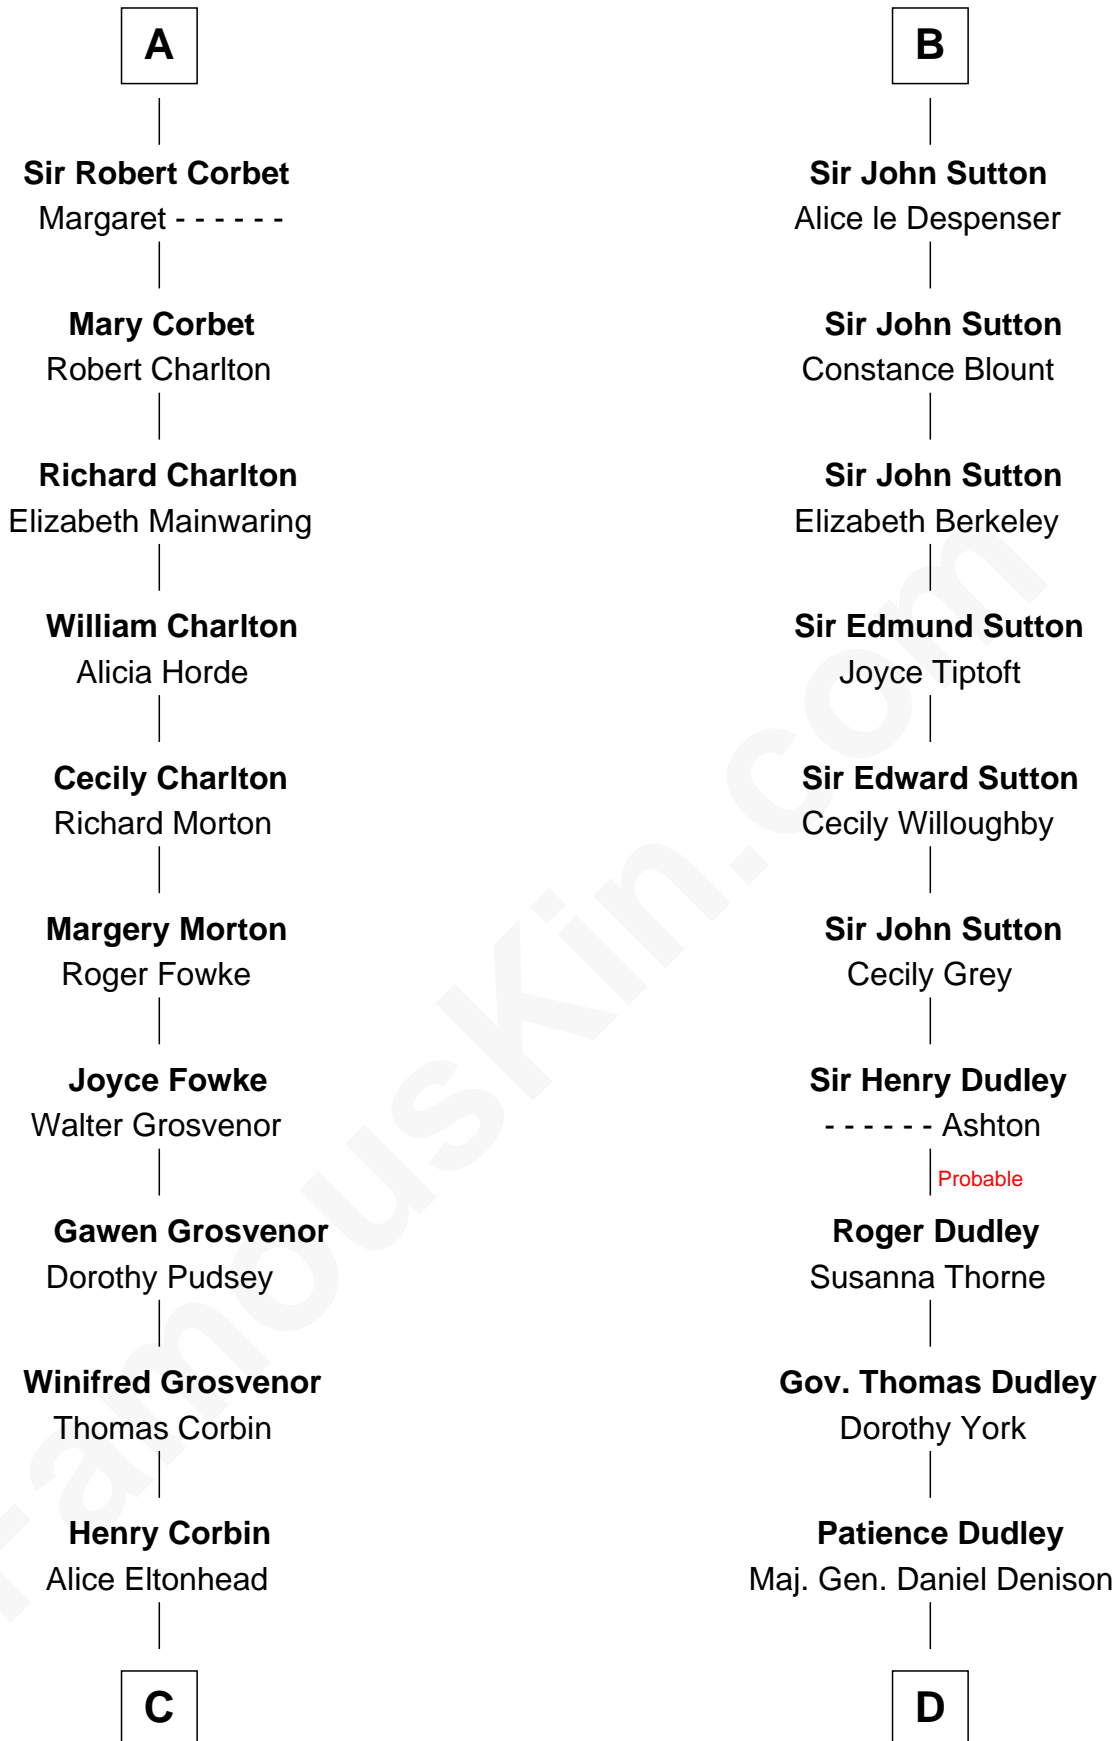 A
Sir Robert Corbet
Margaret - - - - - -
Mary Corbet
Robert Charlton
Richard Charlton
Elizabeth Mainwaring
William Charlton
Alicia Horde
Cecily Charlton
Richard Morton
Margery Morton
Roger Fowke
Joyce Fowke
Walter Grosvenor
Gawen Grosvenor
Dorothy Pudsey
Winifred Grosvenor
Thomas Corbin
Henry Corbin
Alice Eltonhead
C
B
Sir John Sutton
Alice le Despenser
Sir John Sutton
Constance Blount
Sir John Sutton
Elizabeth Berkeley
Sir Edmund Sutton
Joyce Tiptoft
Sir Edward Sutton
Cecily Willoughby
Sir John Sutton
Cecily Grey
Sir Henry Dudley
- - - - - - Ashton
Probable
Roger Dudley
Susanna Thorne
Gov. Thomas Dudley
Dorothy York
Patience Dudley
Maj. Gen. Daniel Denison
D
FamousKin.com